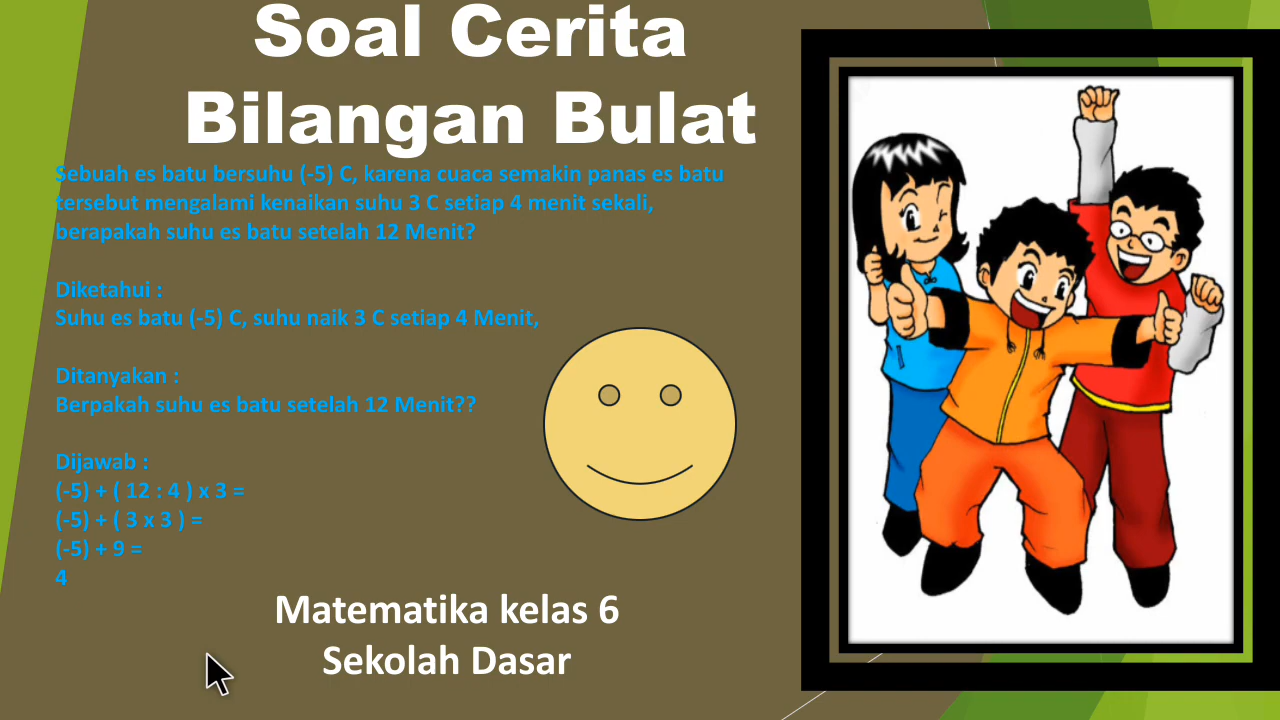 Soal Cerita
Bilangan Bulat
Sebuah es batu bersuhu (-5) C, karena cuaca semakin panas es batu
tersebut mengalami kenaikan suhu 3 C setiap 4 menit sekali,
berapakah suhu es batu setelah 12 Menit?
Diketahui :
Suhu es batu (-5) C, suhu naik 3 C setiap 4 Menit,
Ditanyakan :
Berpakah suhu es batu setelah 12 Menit??
Dijawab :
(-5) + ( 12 : 4 ) x 3 =
(-5) + ( 3 x 3 ) =
(-5) + 9 =
4
Matematika kelas 6
Sekolah Dasar